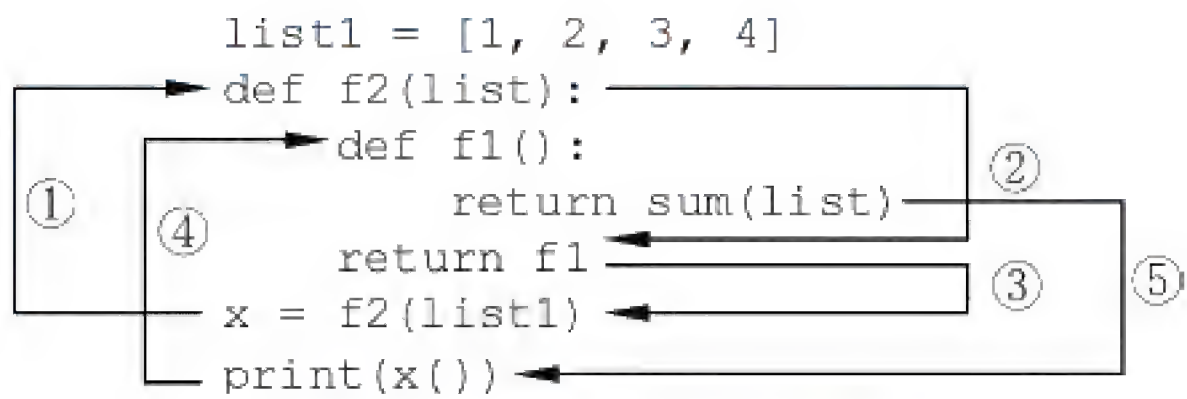 list1 = [1, 2, 3, 4]
def f2(list):
def f1():
②
return sum(list)
①
④
return f1
③
⑤
x = f2(list1)
print(x())